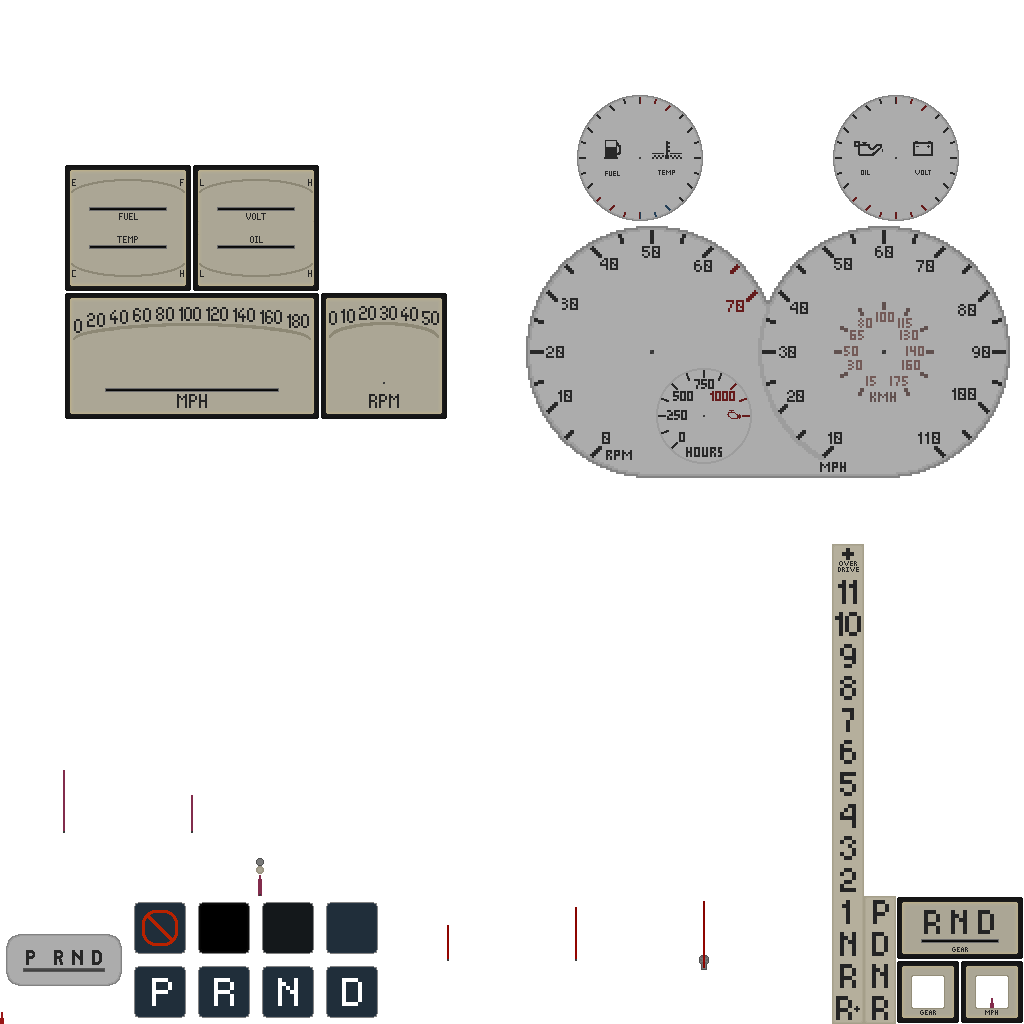 E F
FUEL
TEMP
C H
L H
VOLT
OIL
L H
0 20 40 60 80 100 120 140 160 180
MPH
0 10 20 30 40 50
RPM
FUEL TEMP
OIL VOLT
0 10 20 30 40 50 60 70
RPM
0 250 500 750 1000
HOURS
10 20 30 40 50 60 70 80 90 100 110
MPH
15 30 50 65 80 100 115 130 140 160 175
KMH
+
OVER
DRIVE
11
10
9
8
7
6
5
4
3
2
1
N
R
R+
P
D
N
R
R N D
GEAR
GEAR
MPH
P R N D
P R N D